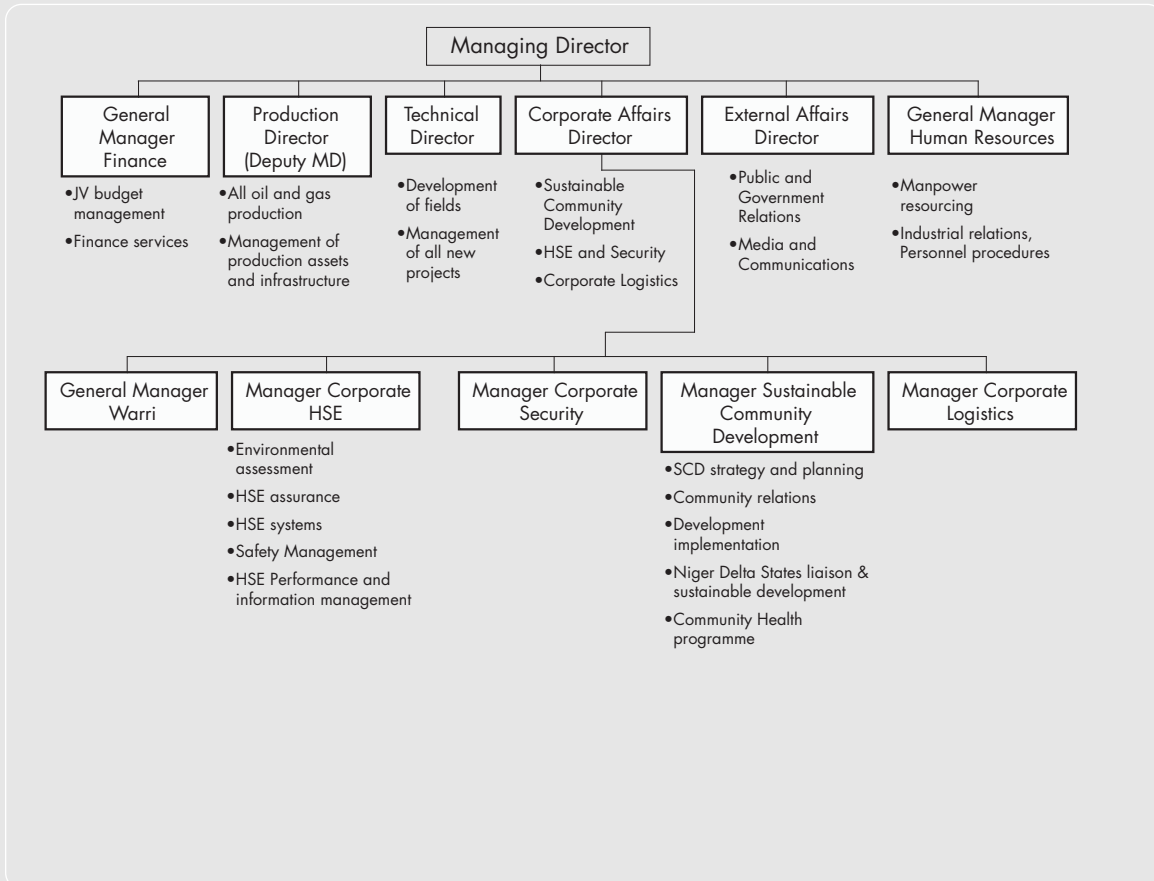 Managing Director
General
Manager
Finance
•JV budget
management
•Finance services
Production
Director
(Deputy MD)
•All oil and gas
production
•Management of
production assets
and infrastructure
Technical
Director
•Development
of fields
•Management
of all new
projects
Corporate Affairs
Director
•Sustainable
Community
Development
•HSE and Security
•Corporate Logistics
External Affairs
Director
•Public and
Government
Relations
•Media and
Communications
General Manager
Human Resources
•Manpower
resourcing
•Industrial relations,
Personnel procedures
General Manager
Warri
Manager Corporate
HSE
•Environmental
assessment
•HSE assurance
•HSE systems
•Safety Management
•HSE Performance and
information management
Manager Corporate
Security
Manager Sustainable
Community
Development
•SCD strategy and planning
•Community relations
•Development
implementation
•Niger Delta States liaison &
sustainable development
•Community Health
programme
Manager Corporate
Logistics